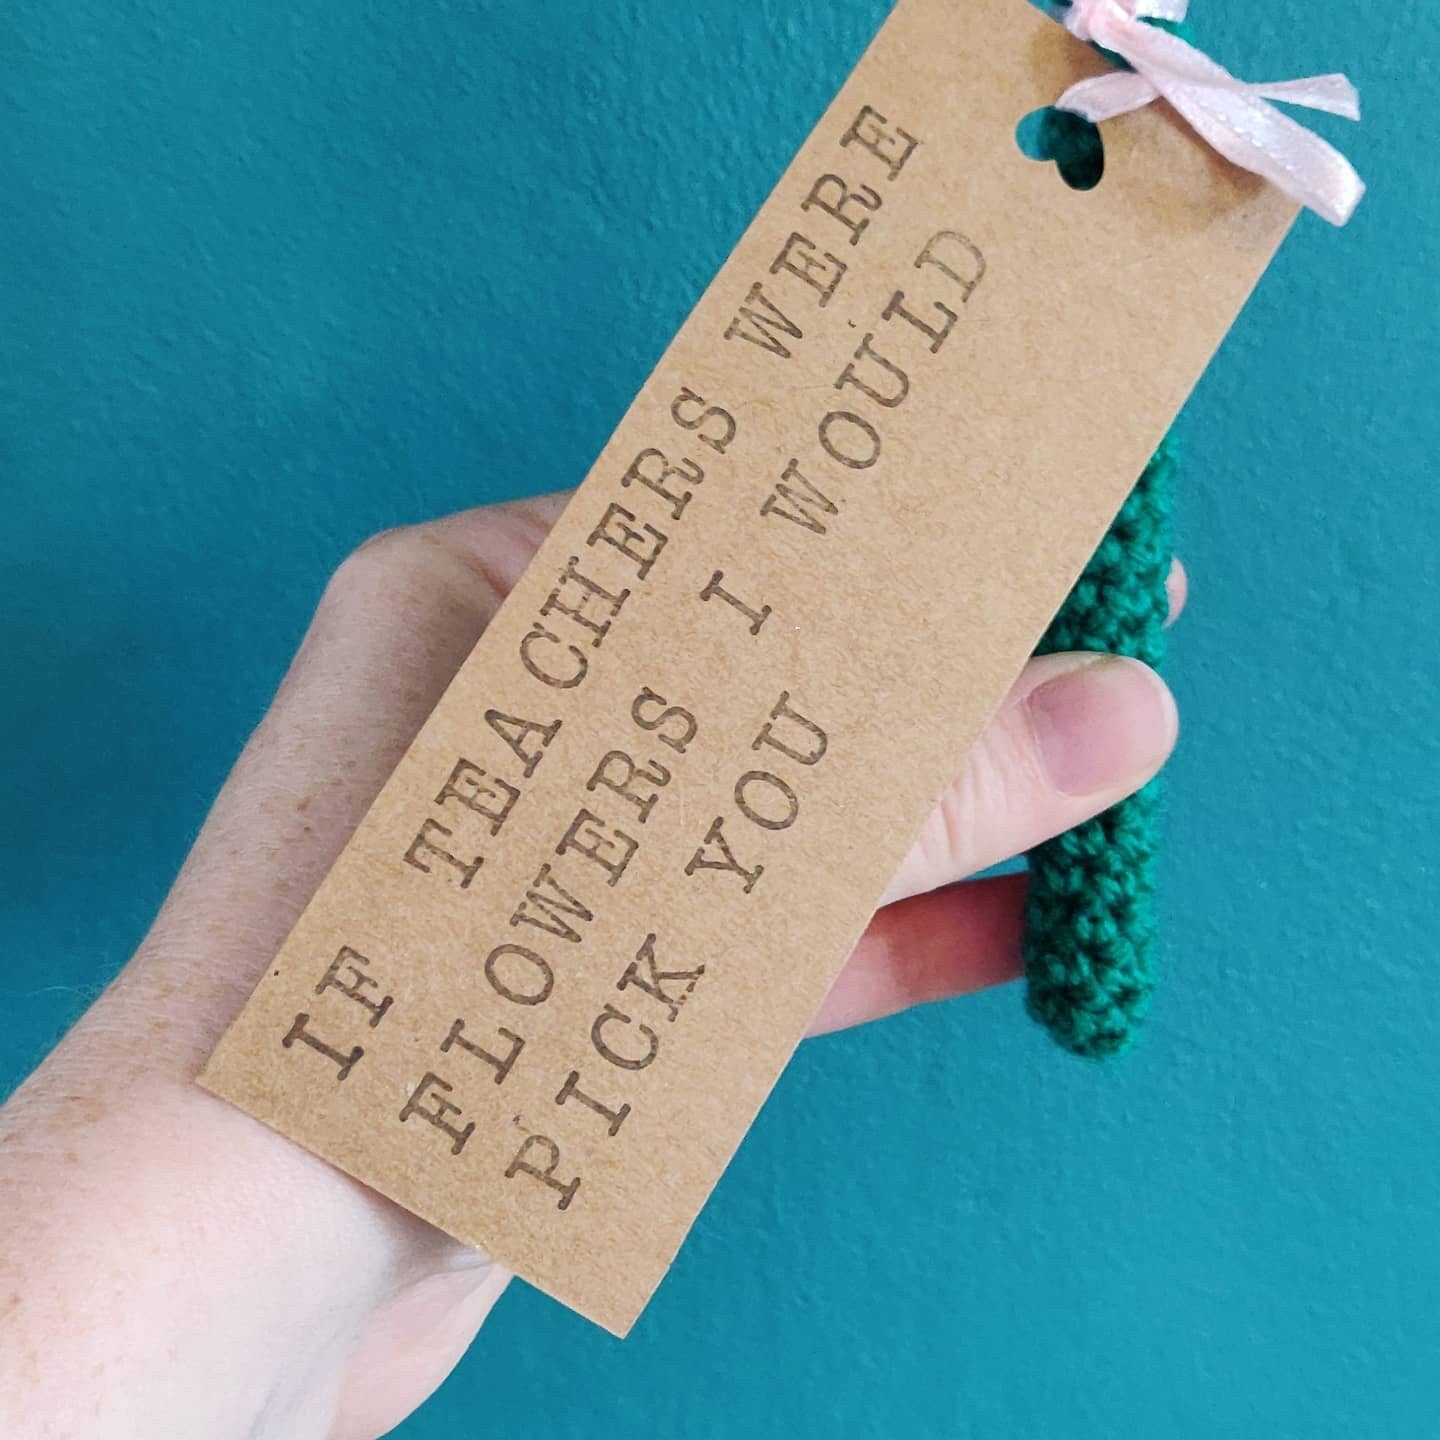 IF TEACHERS WERE
FLOWERS I WOULD
PICK YOU